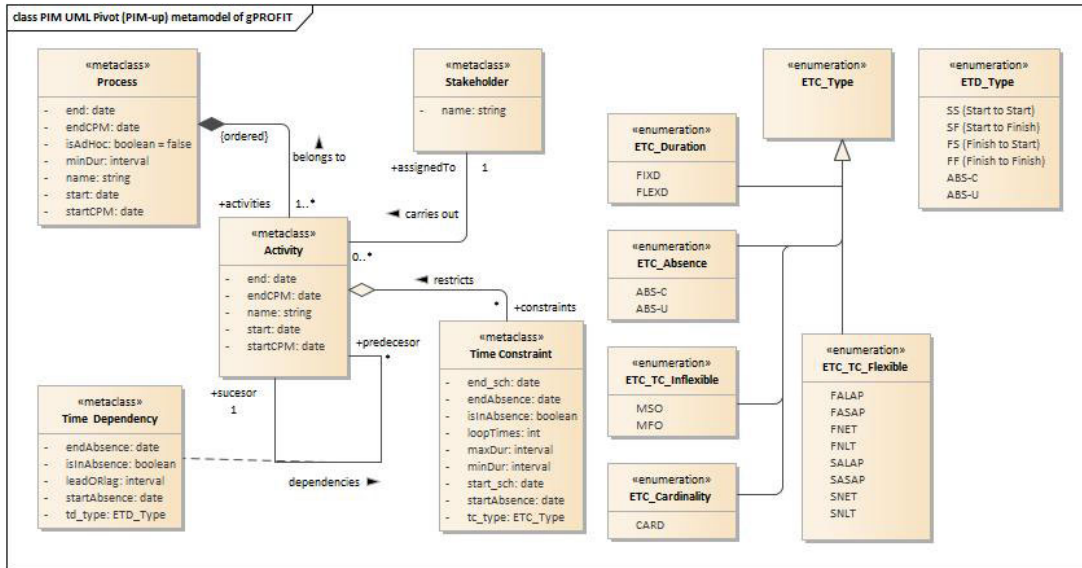 class PIM UML Pivot (PIM-up) metamodel of gPROFIT
«metaclass»
Process
- end: date
- endCPM: date
- isAdHoc: boolean = false
- minDur: interval
- name: string
- start: date
- startCPM: date
{ordered}
belongs to
+activities
1..*
«metaclass»
Stakeholder
- name: string
+assignedTo
1
carries out
0..*
«metaclass»
Activity
- end: date
- endCPM: date
- name: string
- start: date
- startCPM: date
restricts
*
+constraints
+predecesor
*
+sucesor
1
dependencies
«metaclass»
Time Dependency
- endAbsence: date
- isInAbsence: boolean
- leadORlag: interval
- startAbsence: date
- td_type: ETD_Type
«metaclass»
Time Constraint
- end_sch: date
- endAbsence: date
- isInAbsence: boolean
- loopTimes: int
- maxDur: interval
- minDur: interval
- start_sch: date
- startAbsence: date
- tc_type: ETC_Type
«enumeration»
ETC_Type
«enumeration»
ETD_Type
SS (Start to Start)
SF (Start to Finish)
FS (Finish to Start)
FF (Finish to Finish)
ABS-C
ABS-U
«enumeration»
ETC_Duration
FIXD
FLEXD
«enumeration»
ETC_Absence
ABS-C
ABS-U
«enumeration»
ETC_TC_Inflexible
MSO
MFO
«enumeration»
ETC_Cardinality
CARD
«enumeration»
ETC_TC_Flexible
FALAP
FASAP
FNET
FNLT
SALAP
SASAP
SNET
SNLT